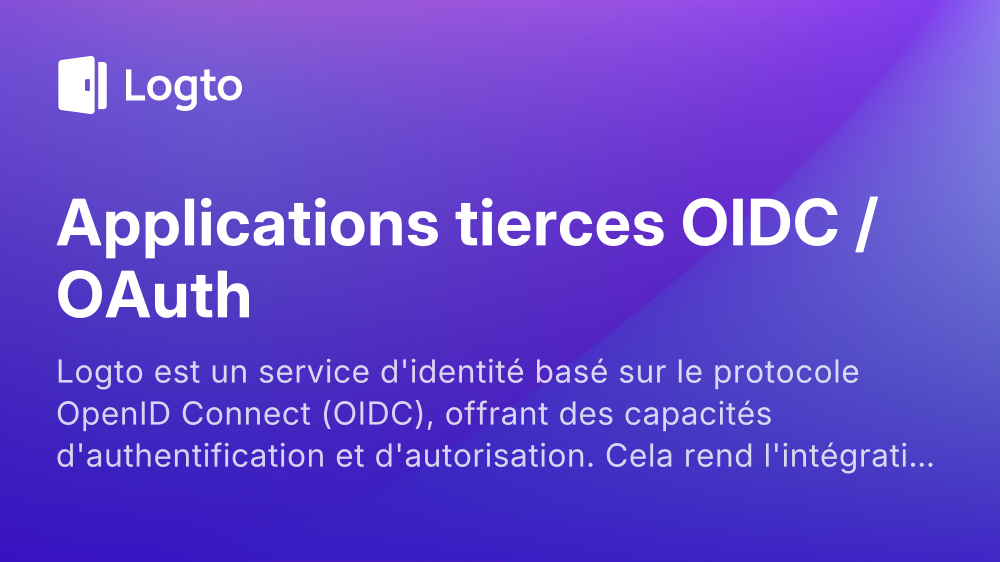 Logto
Applications tierces OIDC /
OAuth
Logto est un service d'identité basé sur le protocole
OpenID Connect (OIDC), offrant des capacités
d'authentification et d'autorisation. Cela rend l'intégrati...